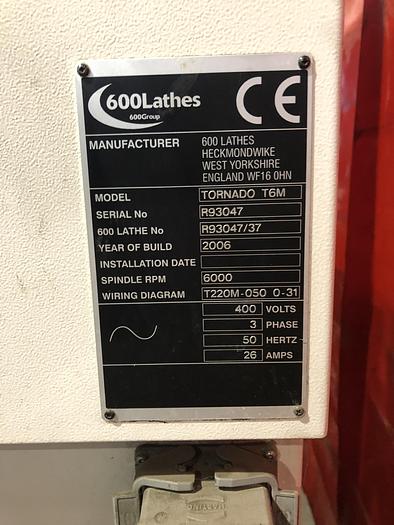 600Lathes
600Group
CE
MANUFACTURER 600 LATHES
HECKMONDWIKE
WEST YORKSHIRE
ENGLAND WF16 0HN
MODEL TORNADO T6M
SERIAL No R93047
600 LATHE No R93047/37
YEAR OF BUILD 2006
INSTALLATION DATE
SPINDLE RPM 6000
WIRING DIAGRAM T220M-050 0-31
400 VOLTS
3 PHASE
50 HERTZ
26 AMPS
HARTING